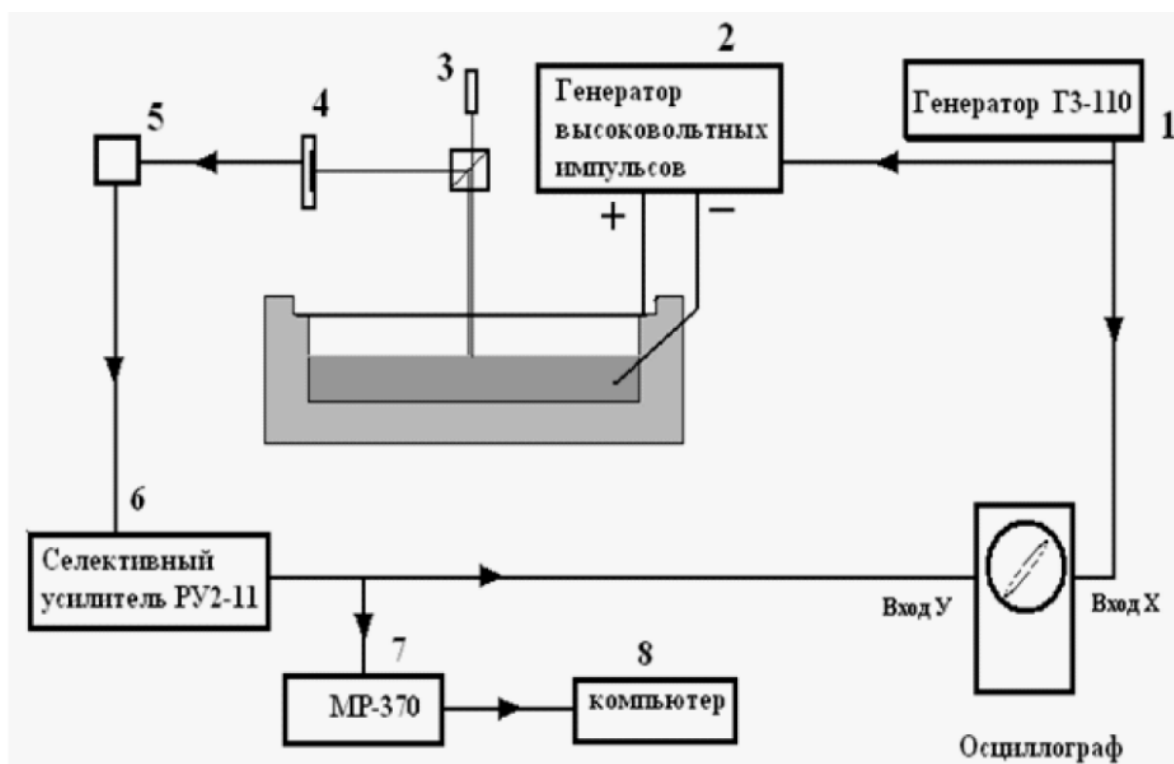 2
3
Генератор
высоковольтных
импульсов
Генератор ГЗ-110
1
4
5
+
−
6
Селективный
усилитель РУ2-11
Вход У
Вход Х
7
МР-370
8
компьютер
Осциллограф